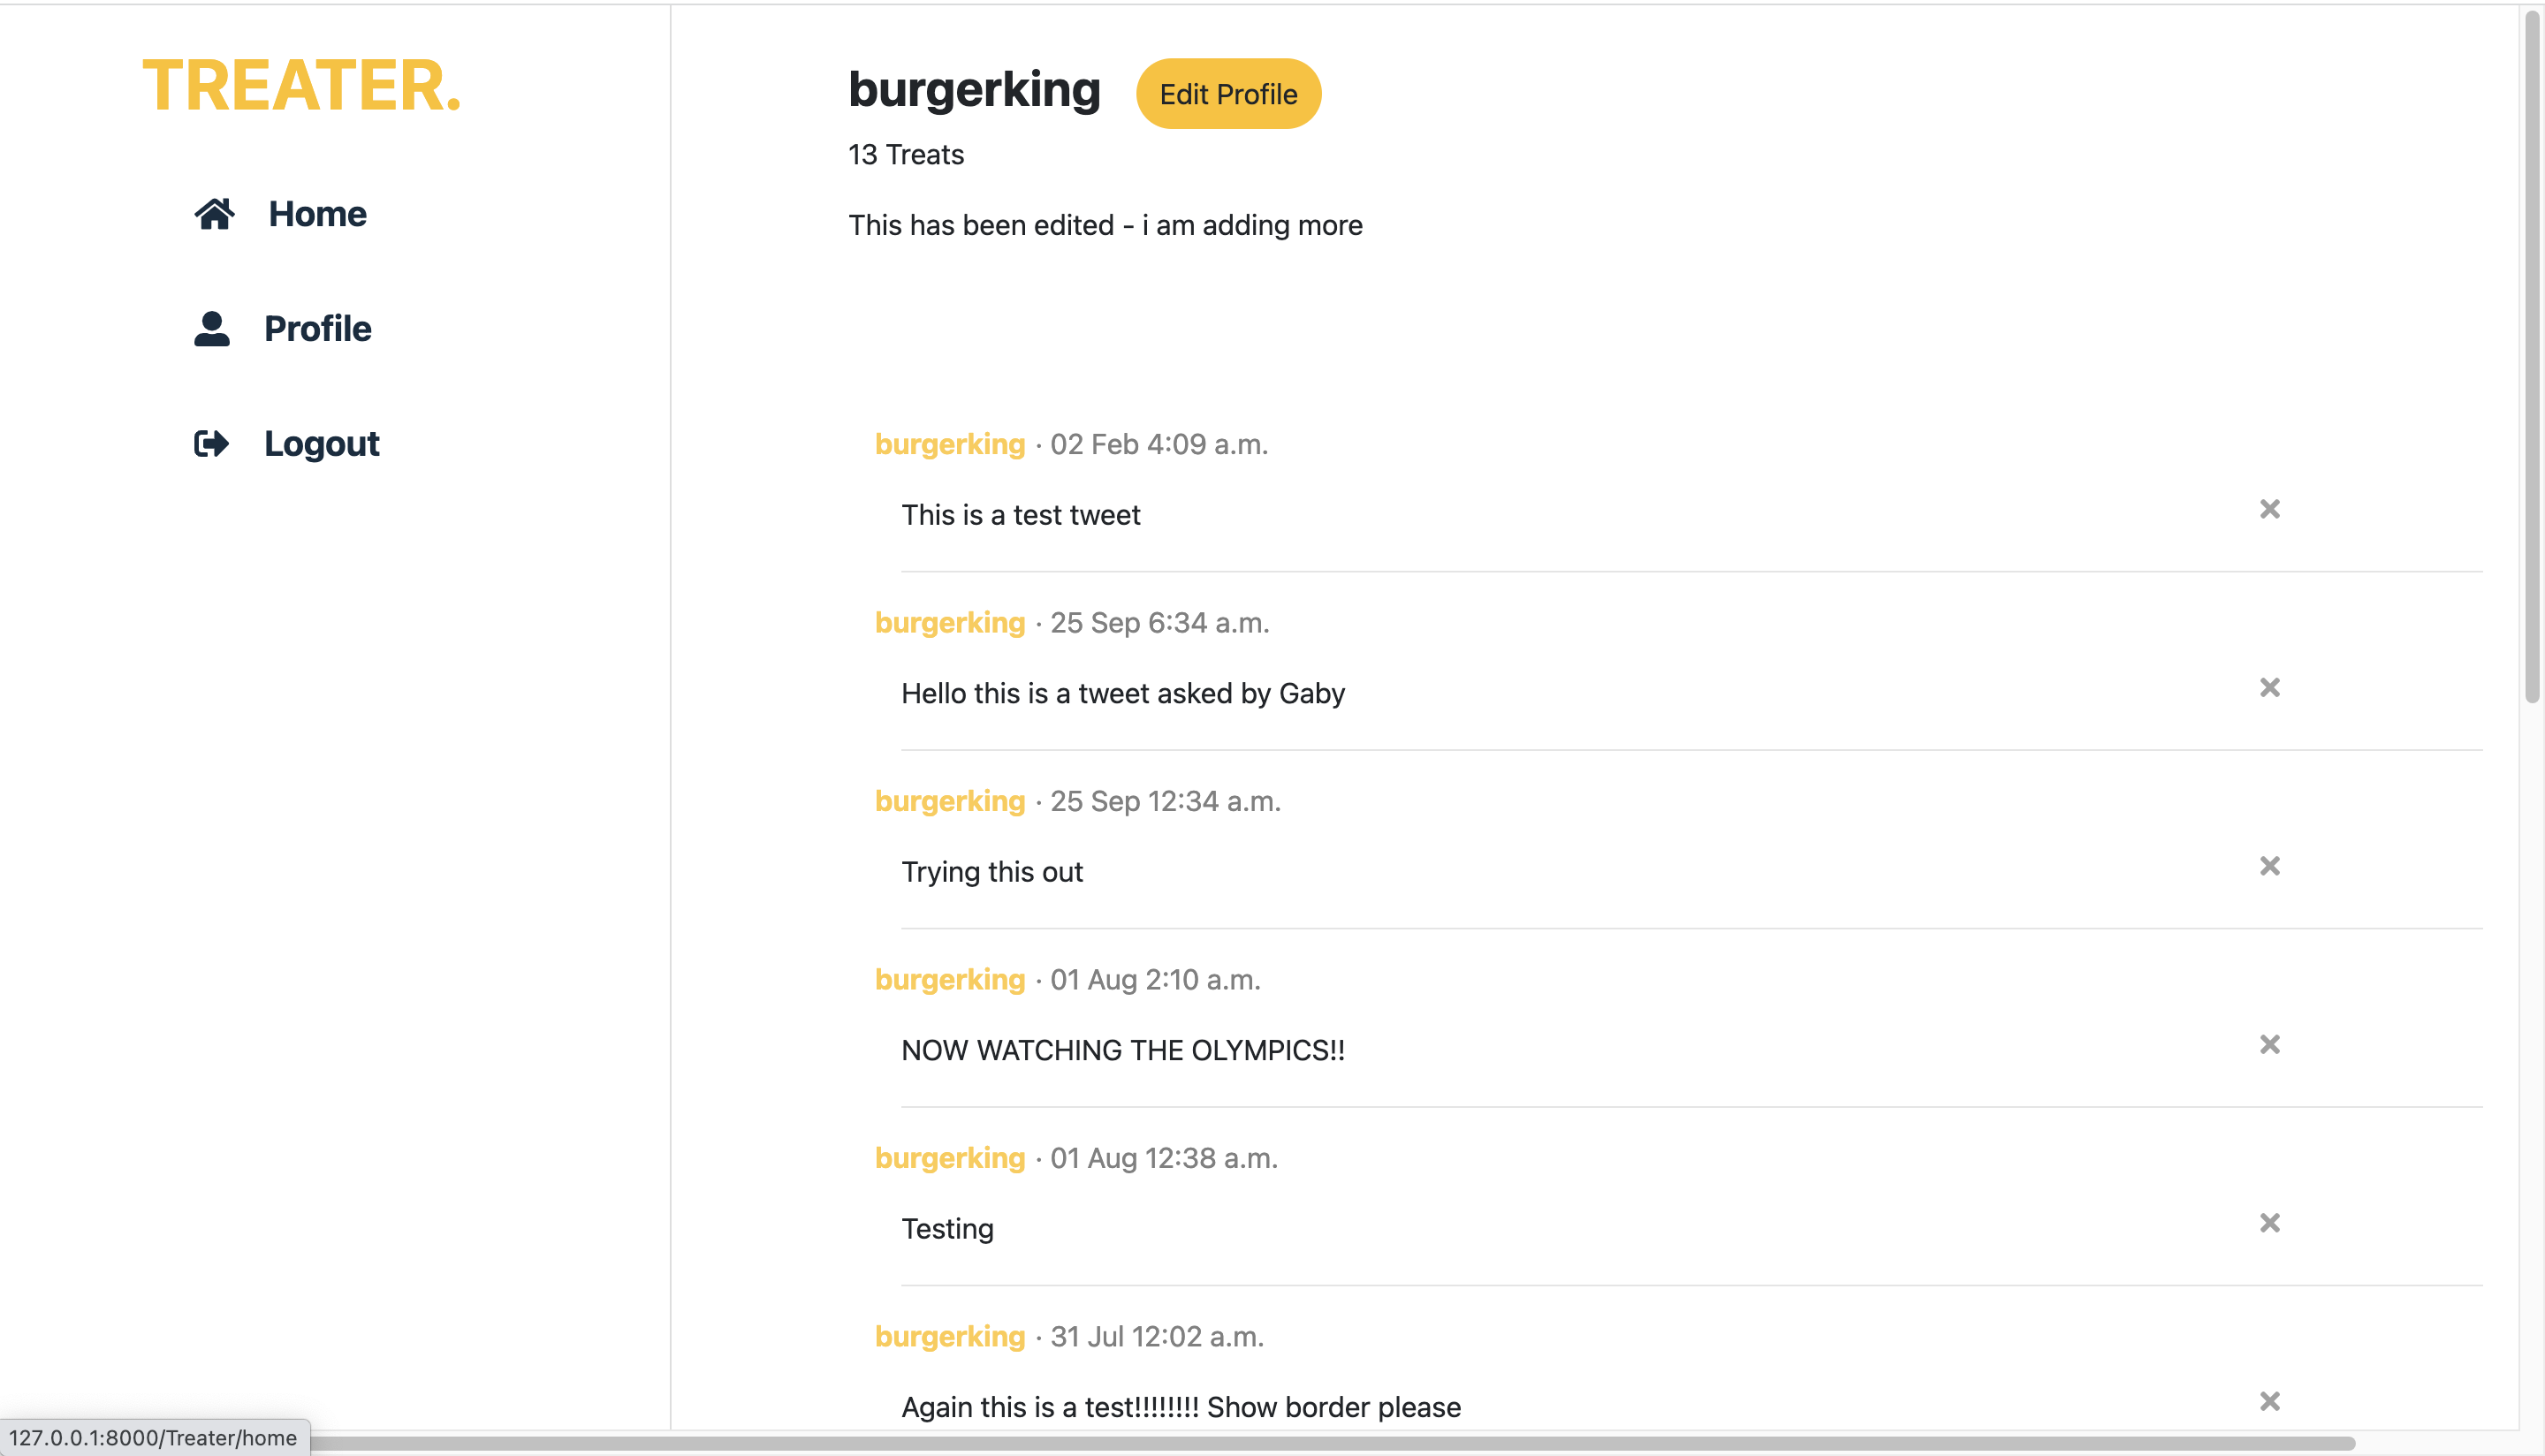 TREATER.
Home
Profile
Logout
burgerking
Edit Profile
13 Treats
This has been edited - i am adding more
burgerking · 02 Feb 4:09 a.m.
This is a test tweet
burgerking · 25 Sep 6:34 a.m.
Hello this is a tweet asked by Gaby
burgerking · 25 Sep 12:34 a.m.
Trying this out
burgerking · 01 Aug 2:10 a.m.
NOW WATCHING THE OLYMPICS!!
burgerking · 01 Aug 12:38 a.m.
Testing
burgerking · 31 Jul 12:02 a.m.
Again this is a test!!!!!!!! Show border please
127.0.0.1:8000/Treater/home